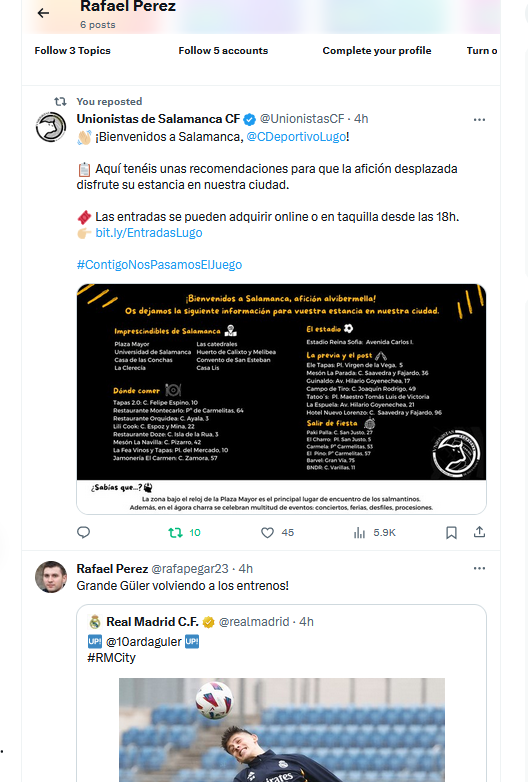 Rafael Perez
6 posts
Follow 3 Topics
Follow 5 accounts
Complete your profile
Turn o
You reposted
Unionistas de Salamanca CF @UnionistasCF · 4h
¡Bienvenidos a Salamanca, @CDeportivoLugo!
Aquí tenéis unas recomendaciones para que la afición desplazada
disfrute su estancia en nuestra ciudad.
Las entradas se pueden adquirir online o en taquilla desde las 18h.
bit.ly/EntradasLugo
#ContigoNosPasamosElJuego
¡Bienvenidos a Salamanca, afición alvibermella!
Os dejamos la siguiente información para vuestra estancia en nuestra ciudad.
Imprescindibles de Salamanca
Plaza Mayor
Universidad de Salamanca
Casa de las Conchas
La Clerecía
Las catedrales
Huerto de Calixto y Melibea
Convento de San Esteban
Casa Lis
Dónde comer
Tapas 2.0: C. Felipe Espino, 10
Restaurante Montecarlo: Pº de Carmelitas, 64
Restaurante Orquídea: C. Ayala, 3
Lilí Cook: C. Espoz y Mina, 22
Restaurante Doze: C. Isla de la Rua, 3
Mesón La Navilla: C. Pizarro, 42
La Fea Vinos y Tapas: Pl. del Mercado, 10
Jamonería El Carmen: C. Zamora, 57
El estadio
Estadio Reina Sofía: Avenida Carlos I.
La previa y el post
Ele Tapas: Pl. Virgen de la Vega, 5
Mesón La Parada: C. Saavedra y Fajardo, 36
Guinaldo: Av. Hilario Goyenechea, 17
Campo de Tiro: C. Joaquín Rodrigo, 49
Tatoo's: Pl. Maestro Tomás Luis de Victoria
La Espuela: Av. Hilario Goyenechea, 21
Hotel Nuevo Lorenzo: C. Saavedra y Fajardo, 96
Salir de fiesta
Paki Palla: C. San Justo, 27
El Charro: Pl. San Justo, 5
Carmela: Pº Carmelitas, 53
El Pino: Pº Carmelitas, 57
Barvel: Gran Vía, 75
BNDR: C. Varillas, 11
¿Sabías que...?
La zona bajo el reloj de la Plaza Mayor es el principal lugar de encuentro de los salmantinos.
Además, en el ágora charra se celebran multitud de eventos: conciertos, ferias, desfiles, procesiones.
10
45
5.9K
Rafael Perez @rafapegar23 · 4h
Grande Güler volviendo a los entrenos!
Real Madrid C.F. @realmadrid · 4h
UP! @10ardaguler UP!
#RMCity